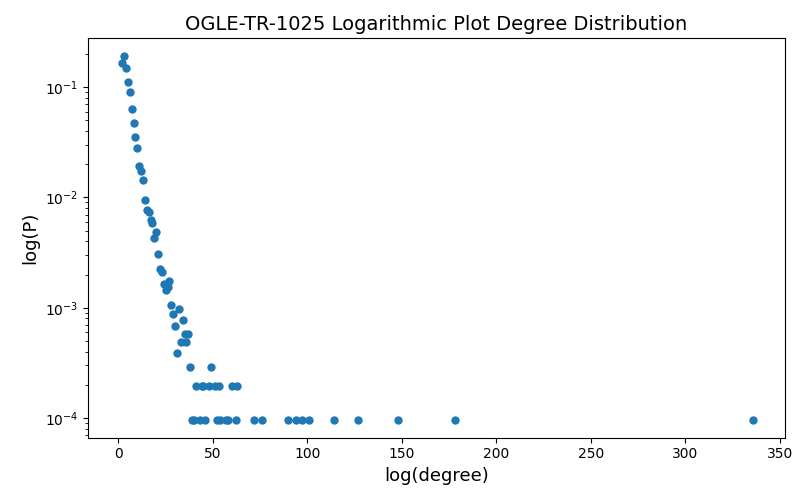 OGLE-TR-1025 Logarithmic Plot Degree Distribution
log(P)
10⁻¹
10⁻²
10⁻³
10⁻⁴
0 50 100 150 200 250 300 350
log(degree)